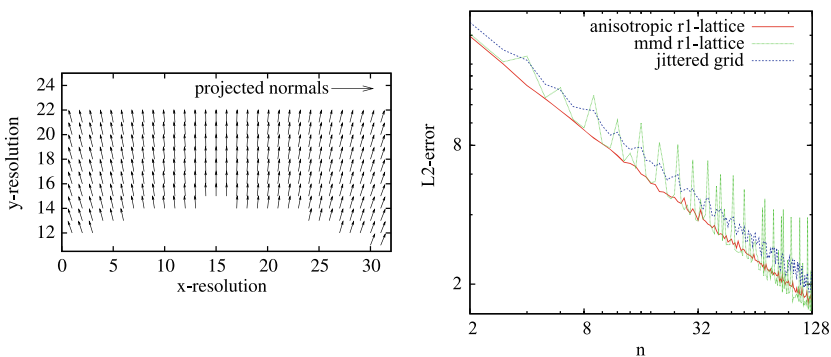 projected normals
24
22
20
18
16
14
12
y-resolution
0 5 10 15 20 25 30
x-resolution
anisotropic r1-lattice
mmd r1-lattice
jittered grid
8
2
L2-error
2 8 32 128
n